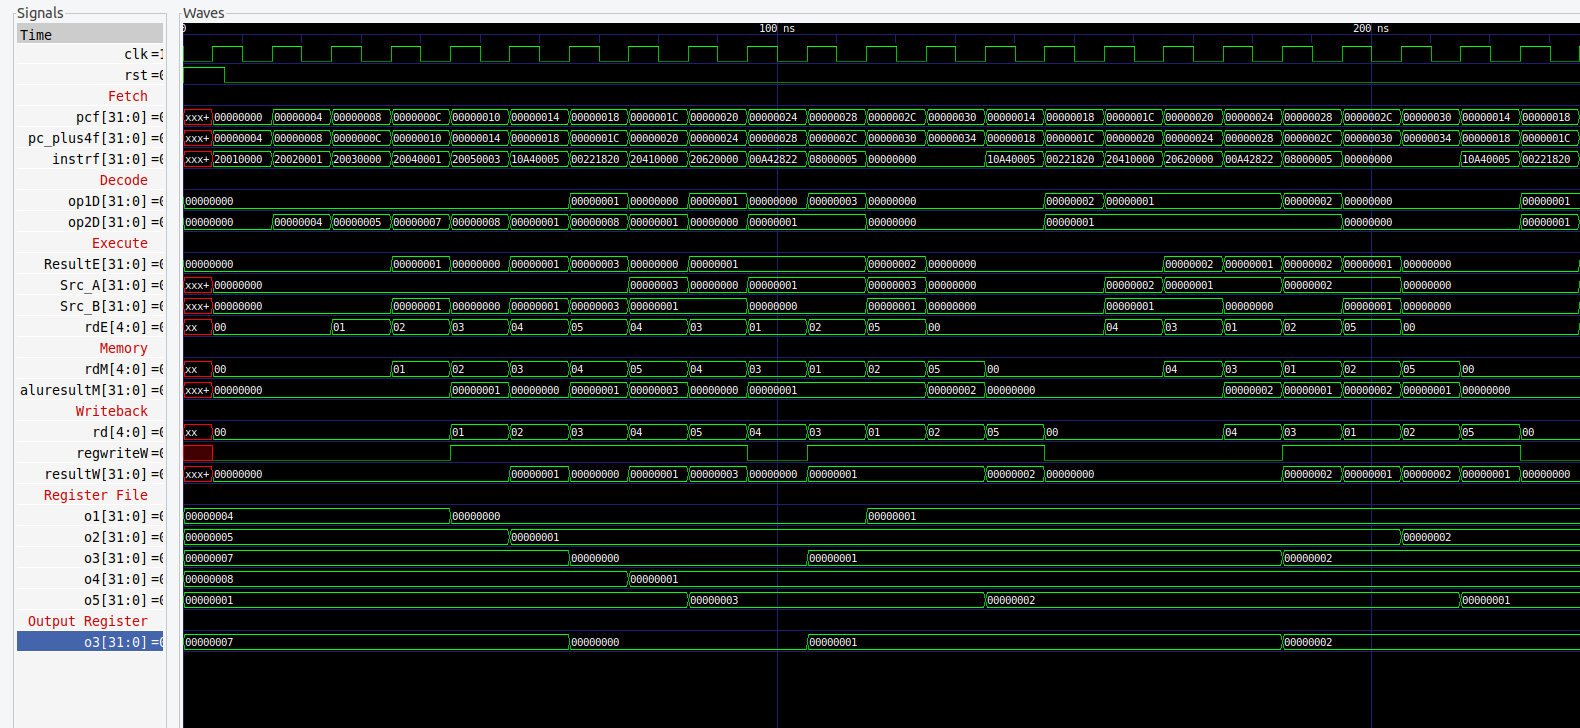 Signals Waves
Time 0 100 ns 200 ns
clk =1
rst =0
Fetch
pcf[31:0] =0 xxx+ 00000000 00000004 00000008 0000000C 00000010 00000014 00000018 0000001C 00000020 00000024 00000028 0000002C 00000030 00000014 00000018 0000001C 00000020 00000024 00000028 0000002C 00000030 00000014 00000018
pc_plus4f[31:0] =0 xxx+ 00000004 00000008 0000000C 00000010 00000014 00000018 0000001C 00000020 00000024 00000028 0000002C 00000030 00000034 00000018 0000001C 00000020 00000024 00000028 0000002C 00000030 00000034 00000018 0000001C
instrf[31:0] =0 xxx+ 20010000 20020001 20030000 20040001 20050003 10A40005 00221820 20410000 20620000 00A42822 08000005 00000000 10A40005 00221820 20410000 20620000 00A42822 08000005 00000000 10A40005 00221820
Decode
op1D[31:0] =0 00000000 00000001 00000000 00000001 00000000 00000003 00000000 00000002 00000001 00000002 00000000 00000001
op2D[31:0] =0 00000000 00000004 00000005 00000007 00000008 00000001 00000008 00000001 00000000 00000001 00000000 00000001 00000000 00000001
Execute
ResultE[31:0] =0 00000000 00000001 00000000 00000001 00000003 00000000 00000001 00000002 00000000 00000002 00000001 00000002 00000001 00000000
Src_A[31:0] =0 xxx+ 00000000 00000003 00000000 00000001 00000003 00000000 00000002 00000001 00000002 00000000
Src_B[31:0] =0 xxx+ 00000000 00000001 00000000 00000001 00000003 00000001 00000000 00000001 00000000 00000001 00000000 00000001 00000000
rdE[4:0] =0 xx 00 01 02 03 04 05 04 03 01 02 05 00 04 03 01 02 05 00
Memory
rdM[4:0] =0 xx 00 01 02 03 04 05 04 03 01 02 05 00 04 03 01 02 05 00
aluresultM[31:0] =0 xxx+ 00000000 00000001 00000000 00000001 00000003 00000000 00000001 00000002 00000000 00000002 00000001 00000002 00000001 00000000
Writeback
rd[4:0] =0 xx 00 01 02 03 04 05 04 03 01 02 05 00 04 03 01 02 05 00
regwriteW =0
resultW[31:0] =0 xxx+ 00000000 00000001 00000000 00000001 00000003 00000000 00000001 00000002 00000000 00000002 00000001 00000002 00000001 00000000
Register File
o1[31:0] =0 00000004 00000000 00000001
o2[31:0] =0 00000005 00000001 00000002
o3[31:0] =0 00000007 00000000 00000001 00000002
o4[31:0] =0 00000008 00000001
o5[31:0] =0 00000001 00000003 00000002 00000001
Output Register
o3[31:0] =0 00000007 00000000 00000001 00000002